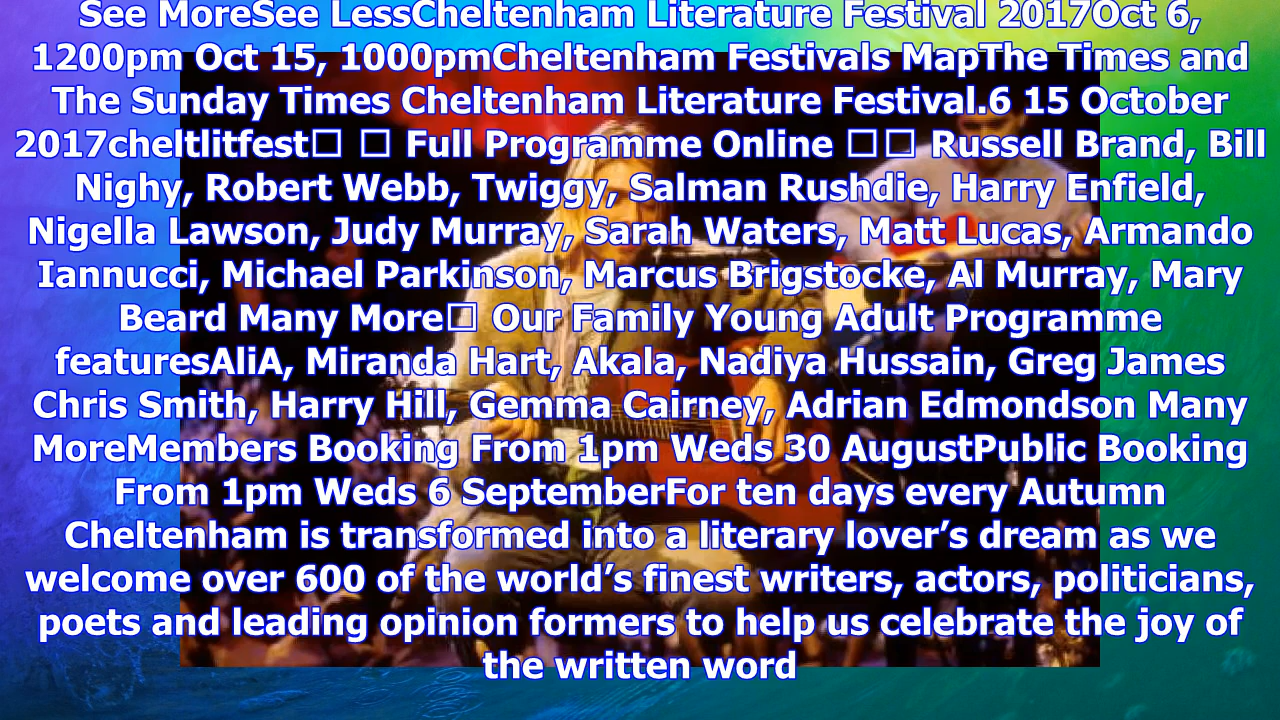 See MoreSee LessCheltenham Literature Festival 2017Oct 6,
1200pm Oct 15, 1000pmCheltenham Festivals MapThe Times and
The Sunday Times Cheltenham Literature Festival.6 15 October
2017cheltlitfest□ □ Full Programme Online □□ Russell Brand, Bill
Nighy, Robert Webb, Twiggy, Salman Rushdie, Harry Enfield,
Nigella Lawson, Judy Murray, Sarah Waters, Matt Lucas, Armando
Iannucci, Michael Parkinson, Marcus Brigstocke, Al Murray, Mary
Beard Many More□ Our Family Young Adult Programme
featuresAliA, Miranda Hart, Akala, Nadiya Hussain, Greg James
Chris Smith, Harry Hill, Gemma Cairney, Adrian Edmondson Many
MoreMembers Booking From 1pm Weds 30 AugustPublic Booking
From 1pm Weds 6 SeptemberFor ten days every Autumn
Cheltenham is transformed into a literary lover’s dream as we
welcome over 600 of the world’s finest writers, actors, politicians,
poets and leading opinion formers to help us celebrate the joy of
the written word